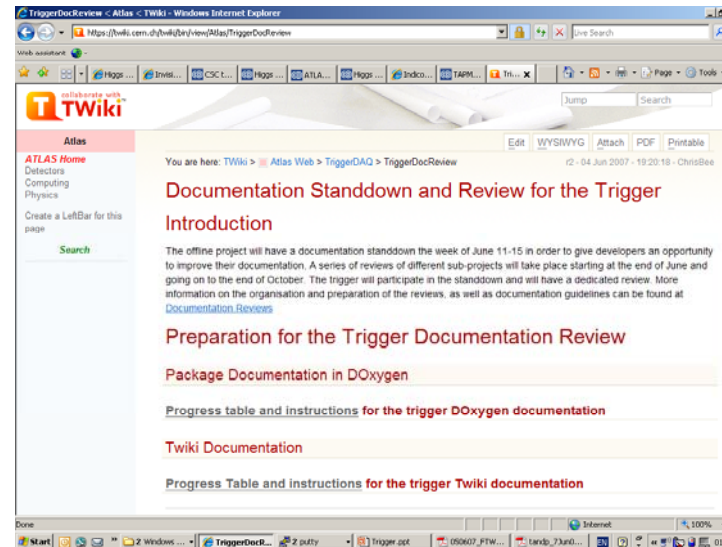 TriggerDocReview < Atlas < TWiki - Windows Internet Explorer
https://twiki.cern.ch/twiki/bin/view/Atlas/TriggerDocReview
Live Search
Web assistant
Higgs ...
Invisi...
CSC t...
Higgs ...
ATLA...
Higgs ...
Indico...
TAPM...
Tri...
Page
Tools
collaborate with
TWiki
Jump
Search
Atlas
Edit WYSIWYG Attach PDF Printable
ATLAS Home
Detectors
Computing
Physics
Create a LeftBar for this
page
Search
You are here: TWiki > Atlas Web > TriggerDAQ > TriggerDocReview
r2 - 04 Jun 2007 - 19:20:18 - ChrisBee
Documentation Standdown and Review for the Trigger
Introduction
The offline project will have a documentation standdown the week of June 11-15 in order to give developers an opportunity
to improve their documentation. A series of reviews of different sub-projects will take place starting at the end of June and
going on to the end of October. The trigger will participate in the standdown and will have a dedicated review. More
information on the organisation and preparation of the reviews, as well as documentation guidelines can be found at
Documentation Reviews
Preparation for the Trigger Documentation Review
Package Documentation in DOxygen
Progress table and instructions for the trigger DOxygen documentation
Twiki Documentation
Progress Table and instructions for the trigger Twiki documentation
Done
Internet
100%
Start
2 Windows ...
TriggerDocR...
2 putty
Trigger.ppt
050607_FTW...
tandp_7Jun0...
EN